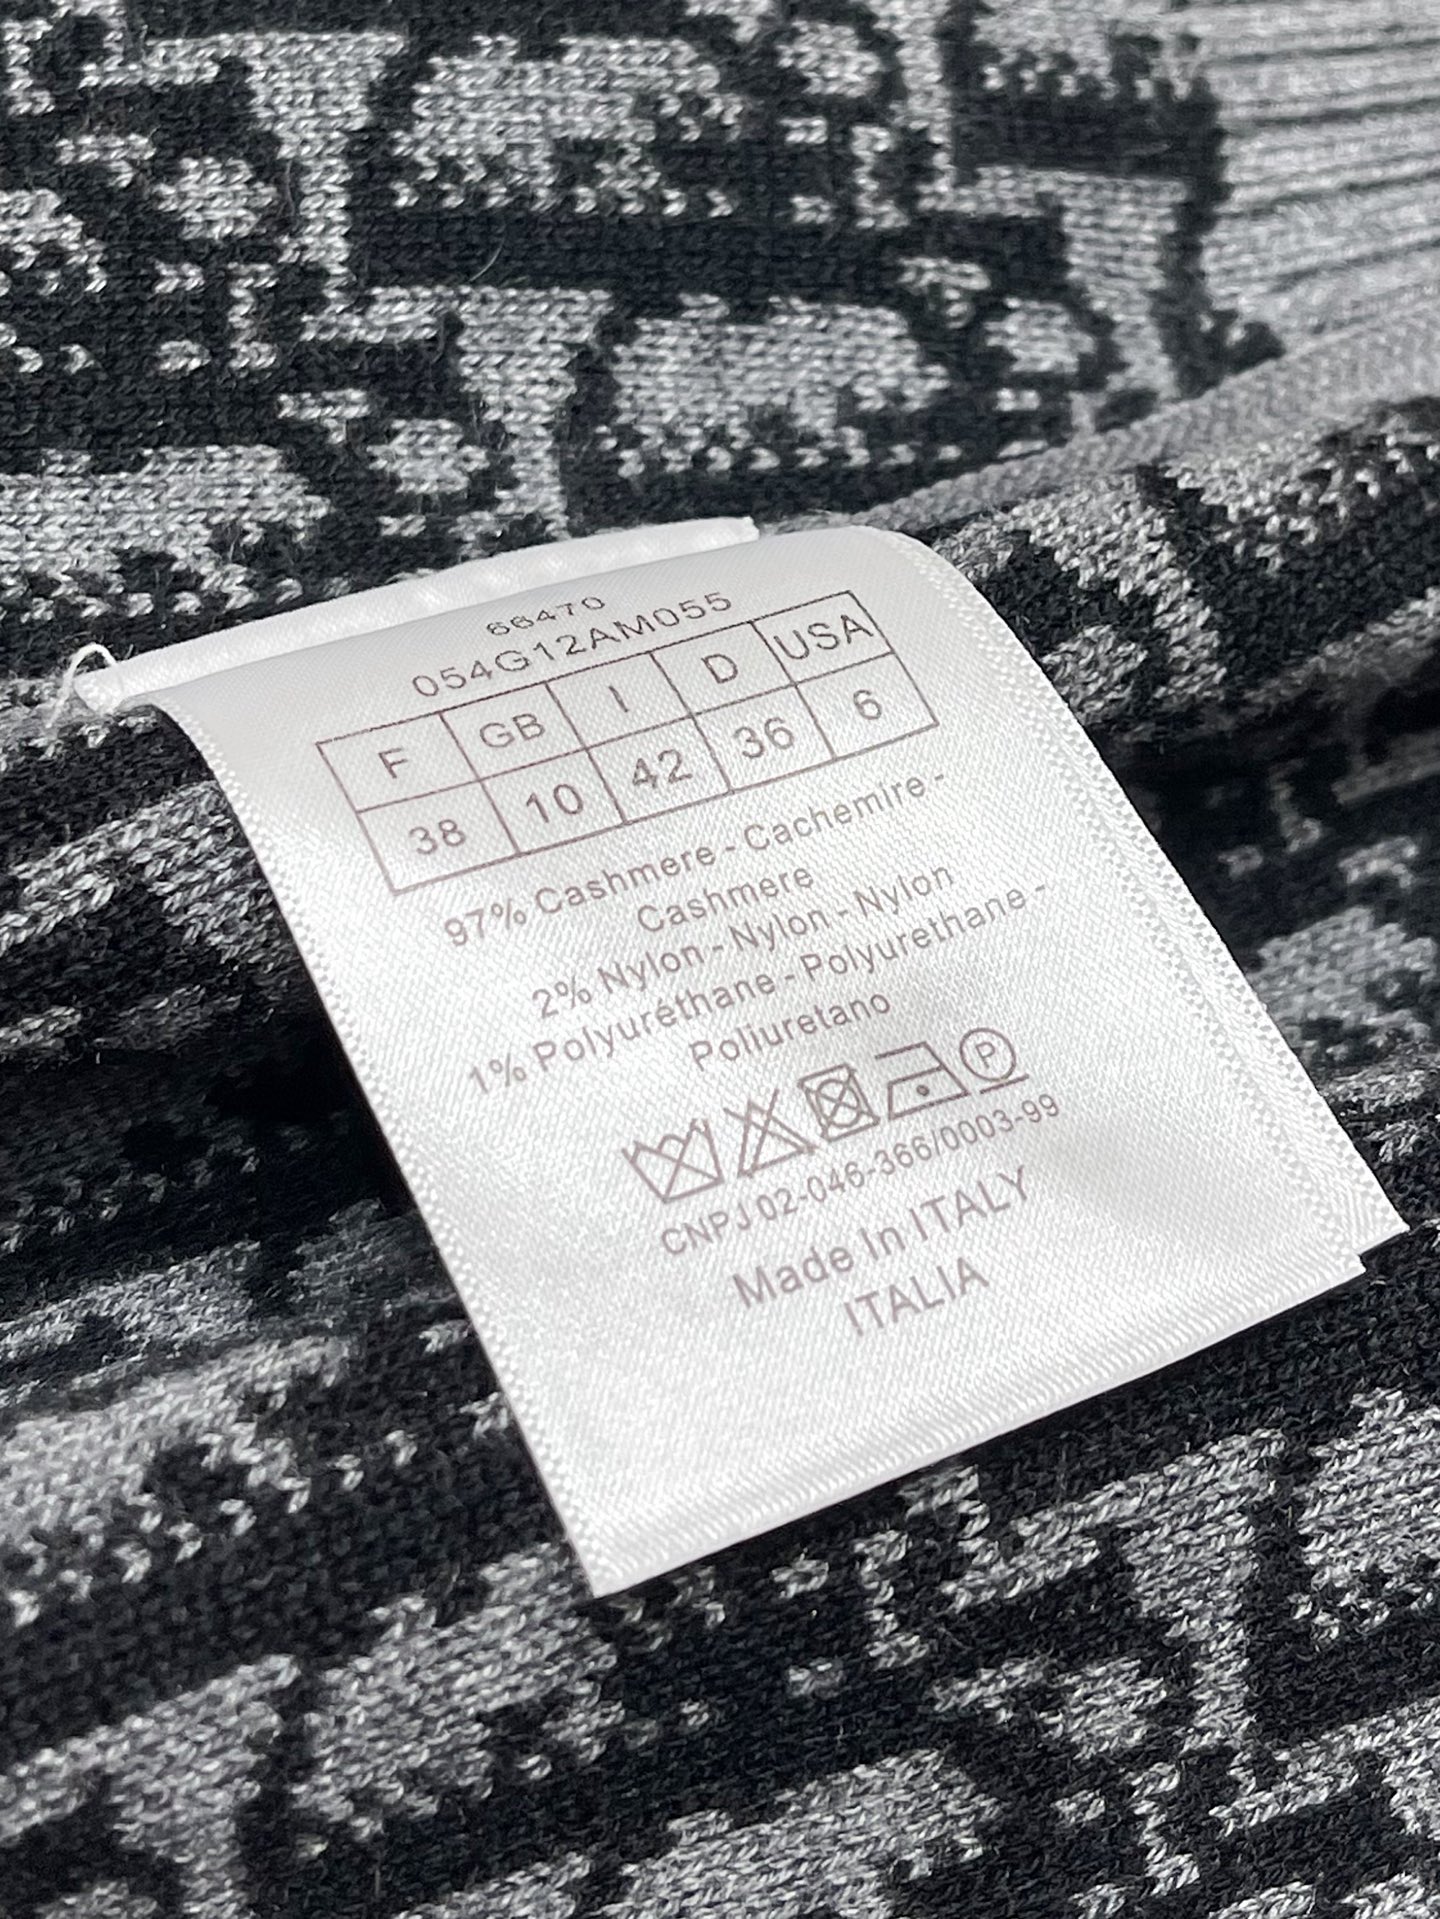 66470
054G12AM055
F GB I D USA
38 10 42 36 6
97% Cashmere - Cachemire -
Cashmere
2% Nylon - Nylon - Nylon
1% Polyuréthane - Polyurethane -
Poliuretano
P
CNPJ 02-046-366/0003-99
Made In ITALY
ITALIA